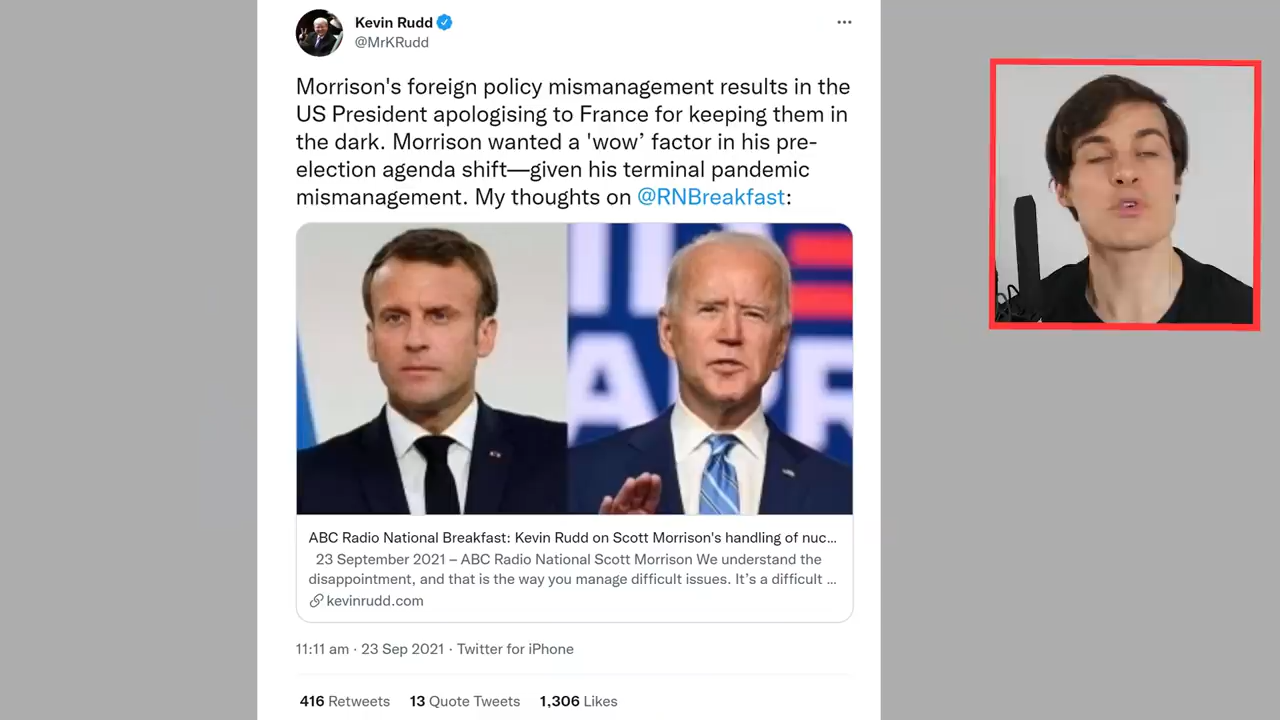 Kevin Rudd
@MrKRudd
Morrison's foreign policy mismanagement results in the
US President apologising to France for keeping them in
the dark. Morrison wanted a 'wow’ factor in his pre-
election agenda shift—given his terminal pandemic
mismanagement. My thoughts on @RNBreakfast:
ABC Radio National Breakfast: Kevin Rudd on Scott Morrison's handling of nuc...
23 September 2021 – ABC Radio National Scott Morrison We understand the
disappointment, and that is the way you manage difficult issues. It’s a difficult ...
kevinrudd.com
11:11 am · 23 Sep 2021 · Twitter for iPhone
416 Retweets 13 Quote Tweets 1,306 Likes